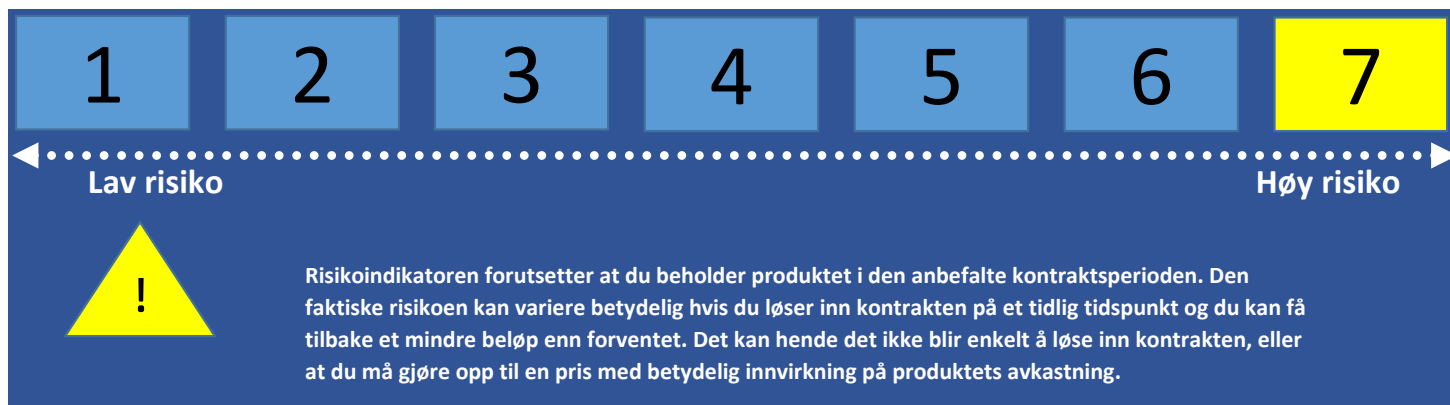 1 2 3 4 5 6 7
Lav risiko Høy risiko
!
Risikoindikatoren forutsetter at du beholder produktet i den anbefalte kontraktsperioden. Den
faktiske risikoen kan variere betydelig hvis du løser inn kontrakten på et tidlig tidspunkt og du kan få
tilbake et mindre beløp enn forventet. Det kan hende det ikke blir enkelt å løse inn kontrakten, eller
at du må gjøre opp til en pris med betydelig innvirkning på produktets avkastning.